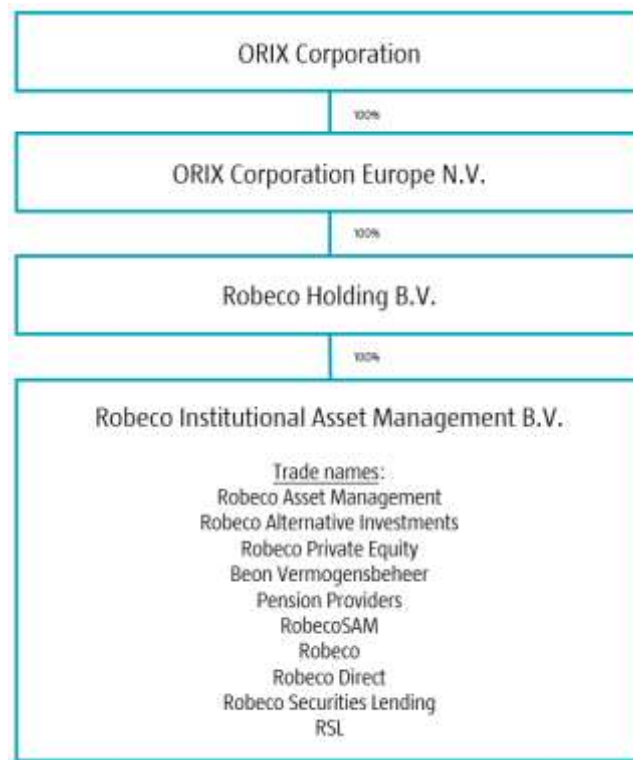 ORIX Corporation
100%
ORIX Corporation Europe N.V.
100%
Robeco Holding B.V.
100%
Robeco Institutional Asset Management B.V.
Trade names:
Robeco Asset Management
Robeco Alternative Investments
Robeco Private Equity
Beon Vermogensbeheer
Pension Providers
RobecoSAM
Robeco
Robeco Direct
Robeco Securities Lending
RSL